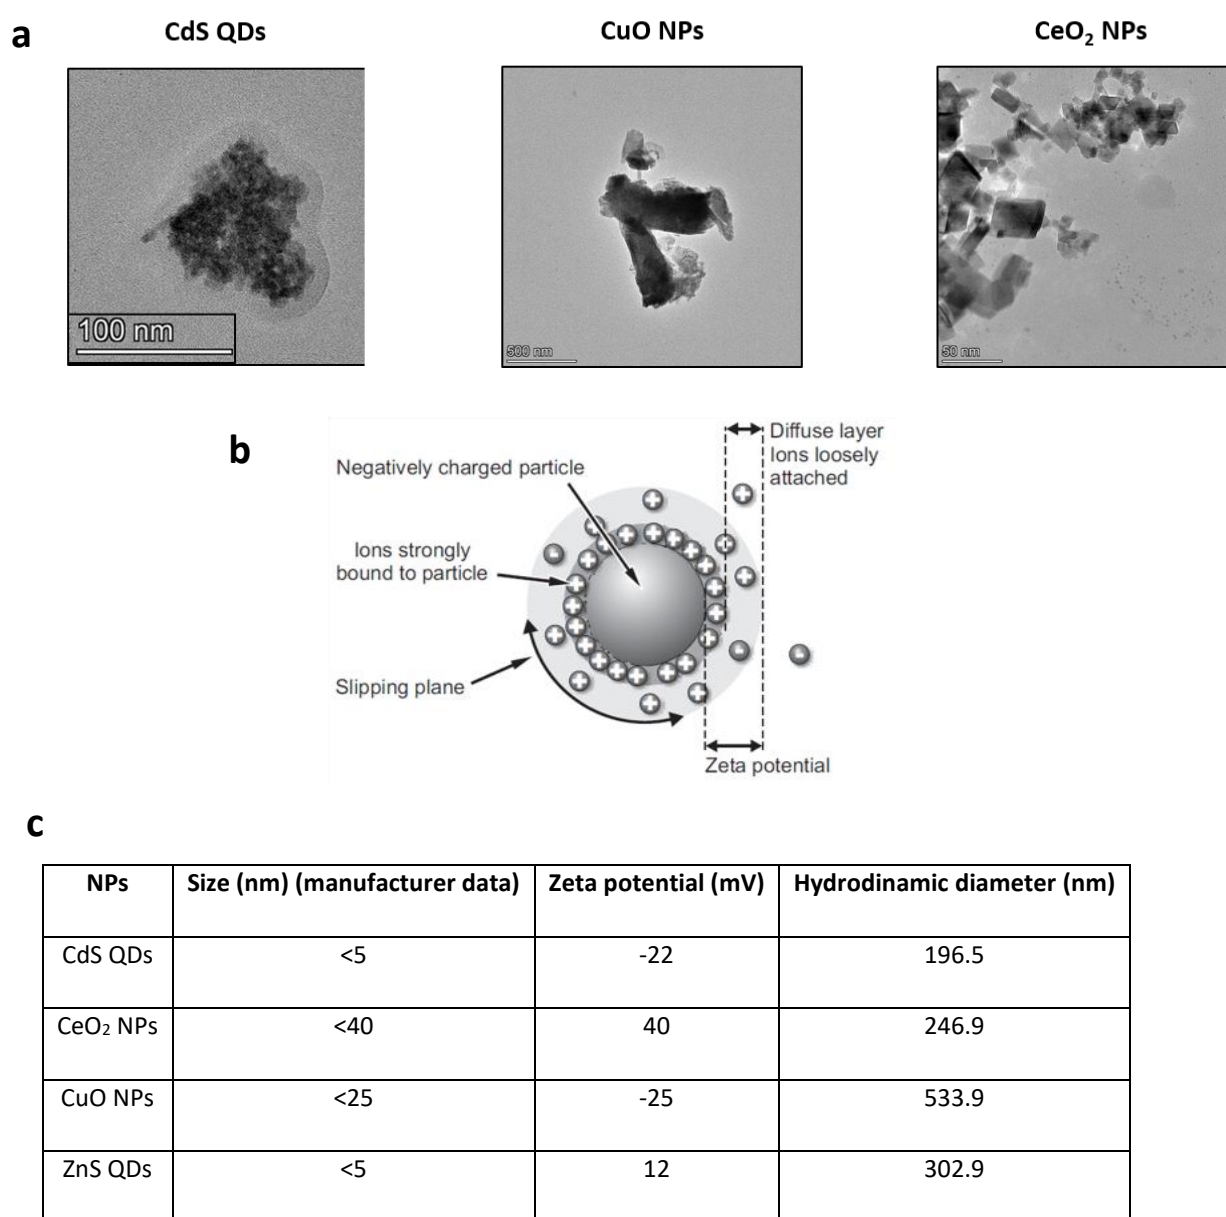 a
CdS QDs
CuO NPs
CeO₂ NPs
100 nm
500 nm
50 nm
b
Diffuse layer
Ions loosely
attached
Negatively charged particle
Ions strongly
bound to particle
Slipping plane
Zeta potential
c
NPs Size (nm) (manufacturer data) Zeta potential (mV) Hydrodinamic diameter (nm)
CdS QDs <5 -22 196.5
CeO₂ NPs <40 40 246.9
CuO NPs <25 -25 533.9
ZnS QDs <5 12 302.9